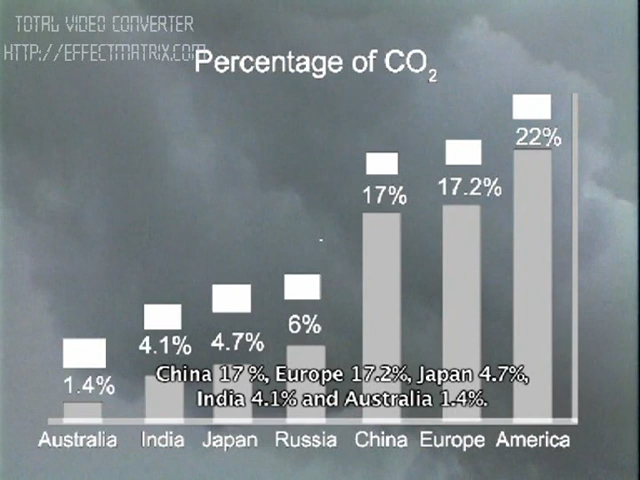 TOTAL VIDEO CONVERTER
HTTP://EFFECTMATRIX.COM
Percentage of CO2
22%
17% 17.2%
6%
4.1% 4.7%
1.4%
China 17 %, Europe 17.2%, Japan 4.7%,
India 4.1% and Australia 1.4%.
Australia India Japan Russia China Europe America